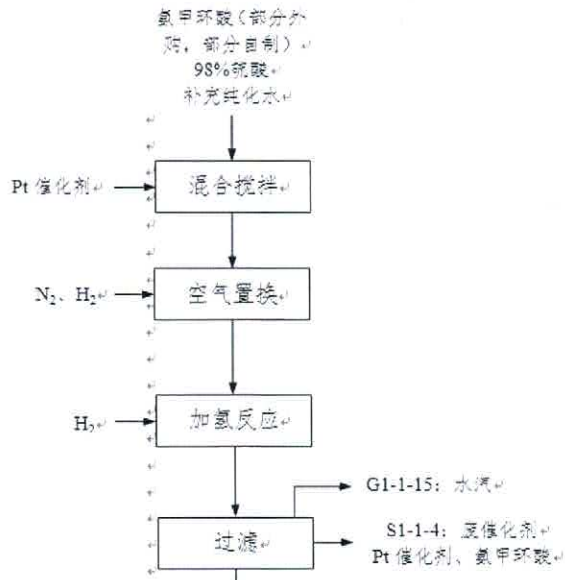 氨甲环酸（部分外
购，部分自制）
98%硫酸
补充纯化水
Pt 催化剂
混合搅拌
N₂、H₂
空气置换
H₂
加氢反应
G1-1-15：水汽
过滤
S1-1-4：废催化剂
Pt 催化剂、氨甲环酸